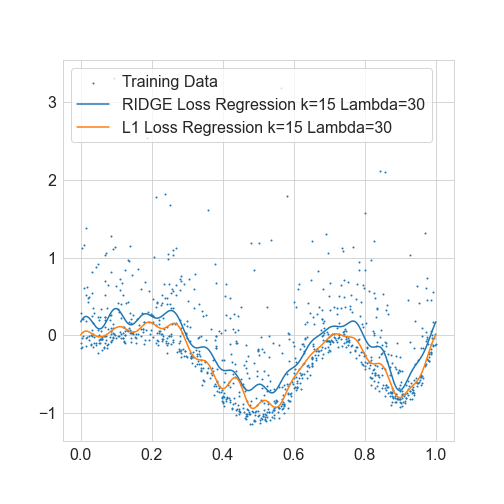 Training Data
RIDGE Loss Regression k=15 Lambda=30
L1 Loss Regression k=15 Lambda=30
3
2
1
0
−1
0.0 0.2 0.4 0.6 0.8 1.0